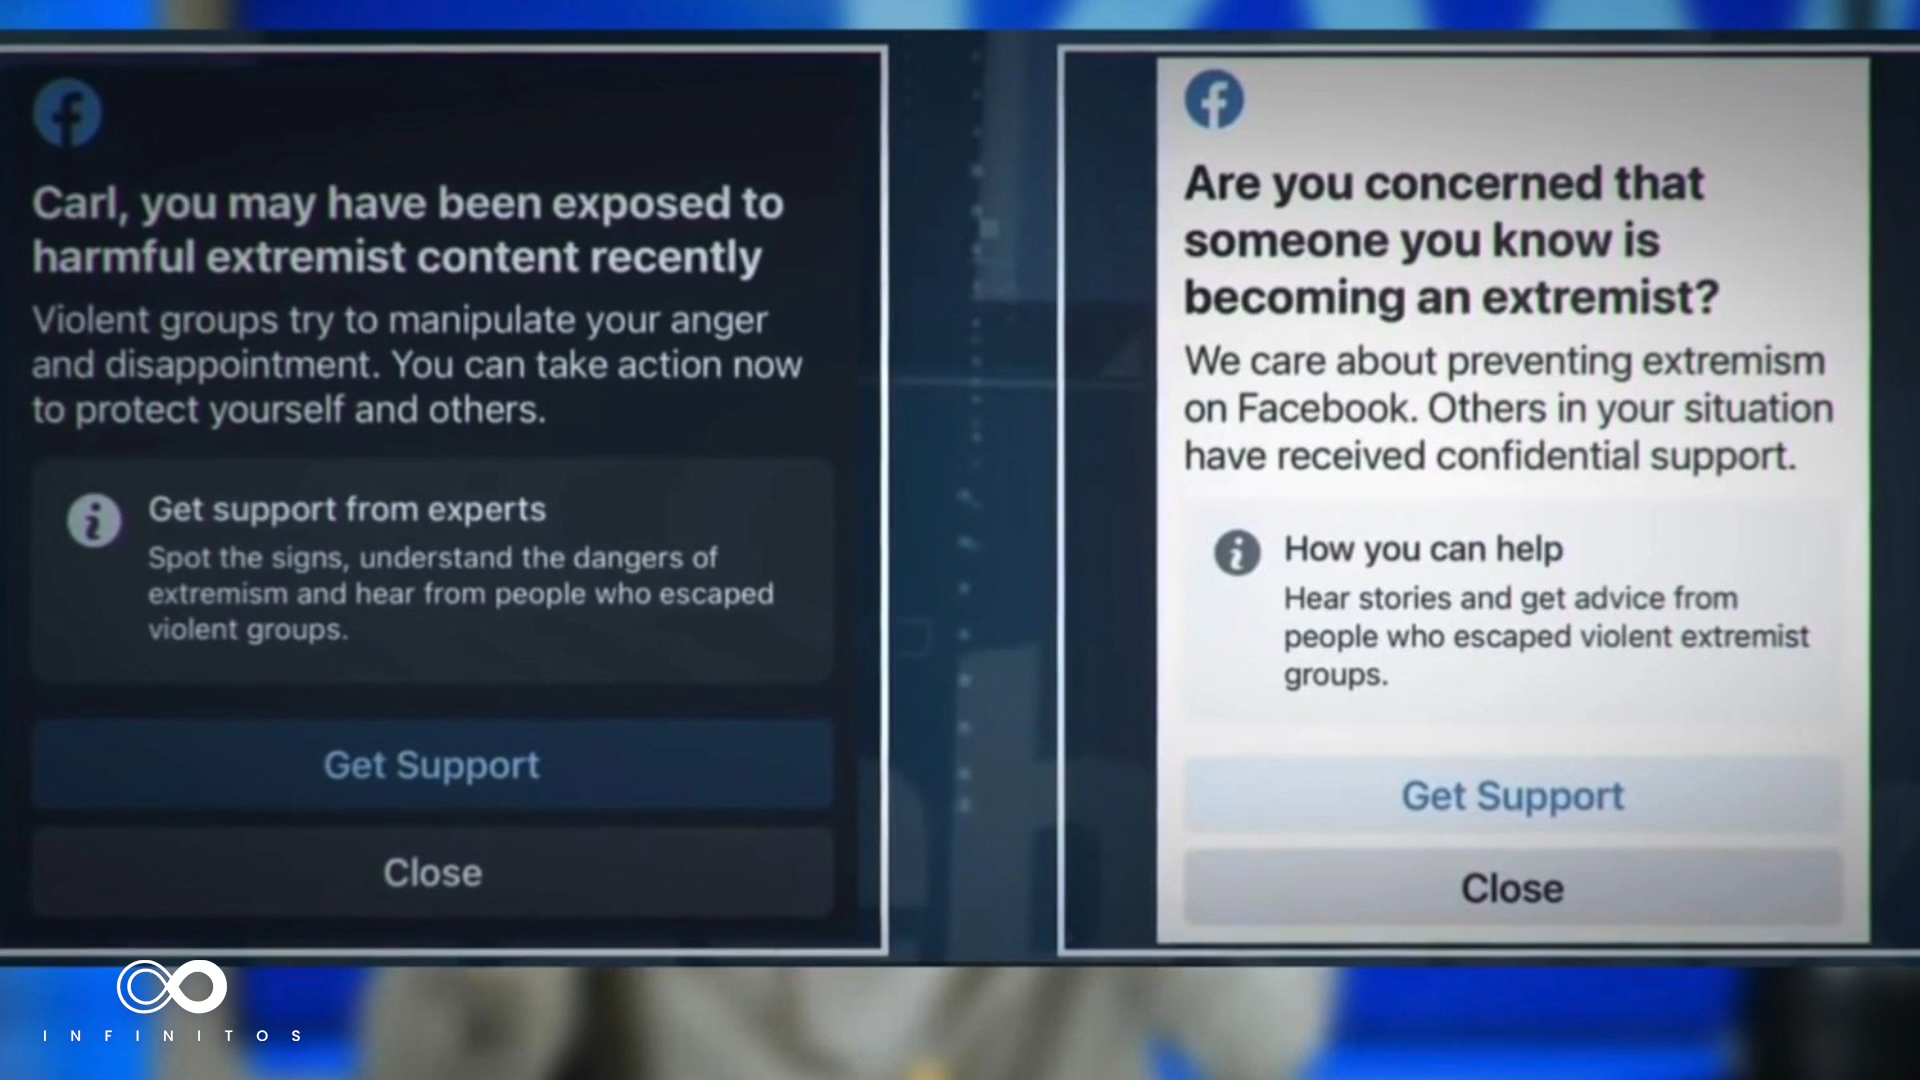 Carl, you may have been exposed to
harmful extremist content recently
Violent groups try to manipulate your anger
and disappointment. You can take action now
to protect yourself and others.
Get support from experts
Spot the signs, understand the dangers of
extremism and hear from people who escaped
violent groups.
Get Support
Close
Are you concerned that
someone you know is
becoming an extremist?
We care about preventing extremism
on Facebook. Others in your situation
have received confidential support.
How you can help
Hear stories and get advice from
people who escaped violent extremist
groups.
Get Support
Close
INFINITOS